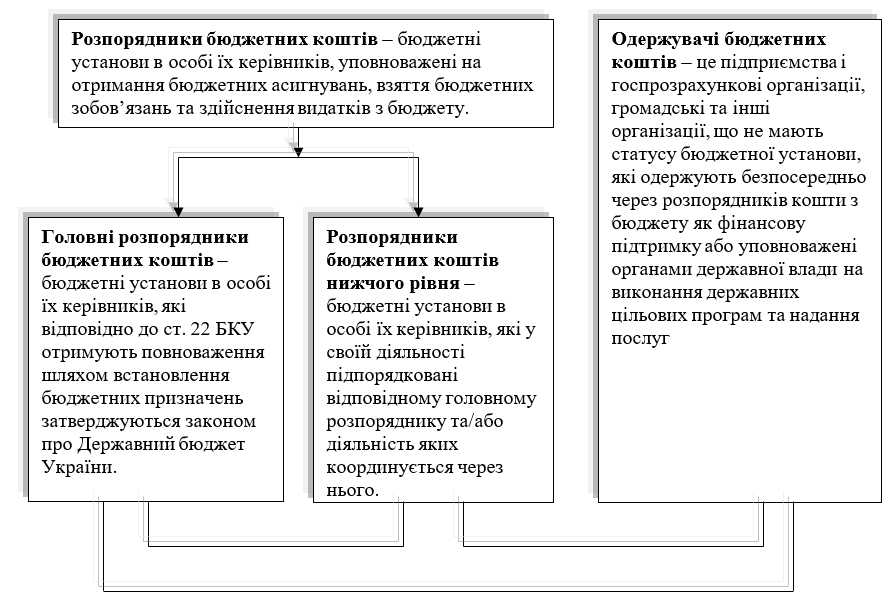 Розпорядники бюджетних коштів – бюджетні
установи в особі їх керівників, уповноважені на
отримання бюджетних асигнувань, взяття бюджетних
зобов’язань та здійснення видатків з бюджету.
Головні розпорядники
бюджетних коштів –
бюджетні установи в особі
їх керівників, які
відповідно до ст. 22 БКУ
отримують повноваження
шляхом встановлення
бюджетних призначень
затверджуються законом
про Державний бюджет
України.
Розпорядники
бюджетних коштів
нижчого рівня –
бюджетні установи в
особі їх керівників, які у
своїй діяльності
підпорядковані
відповідному головному
розпоряднику та/або
діяльність яких
координується через
нього.
Одержувачі бюджетних
коштів – це підприємства і
госпрозрахункові організації,
громадські та інші
організації, що не мають
статусу бюджетної установи,
які одержують безпосередньо
через розпорядників кошти з
бюджету як фінансову
підтримку або уповноважені
органами державної влади на
виконання державних
цільових програм та надання
послуг